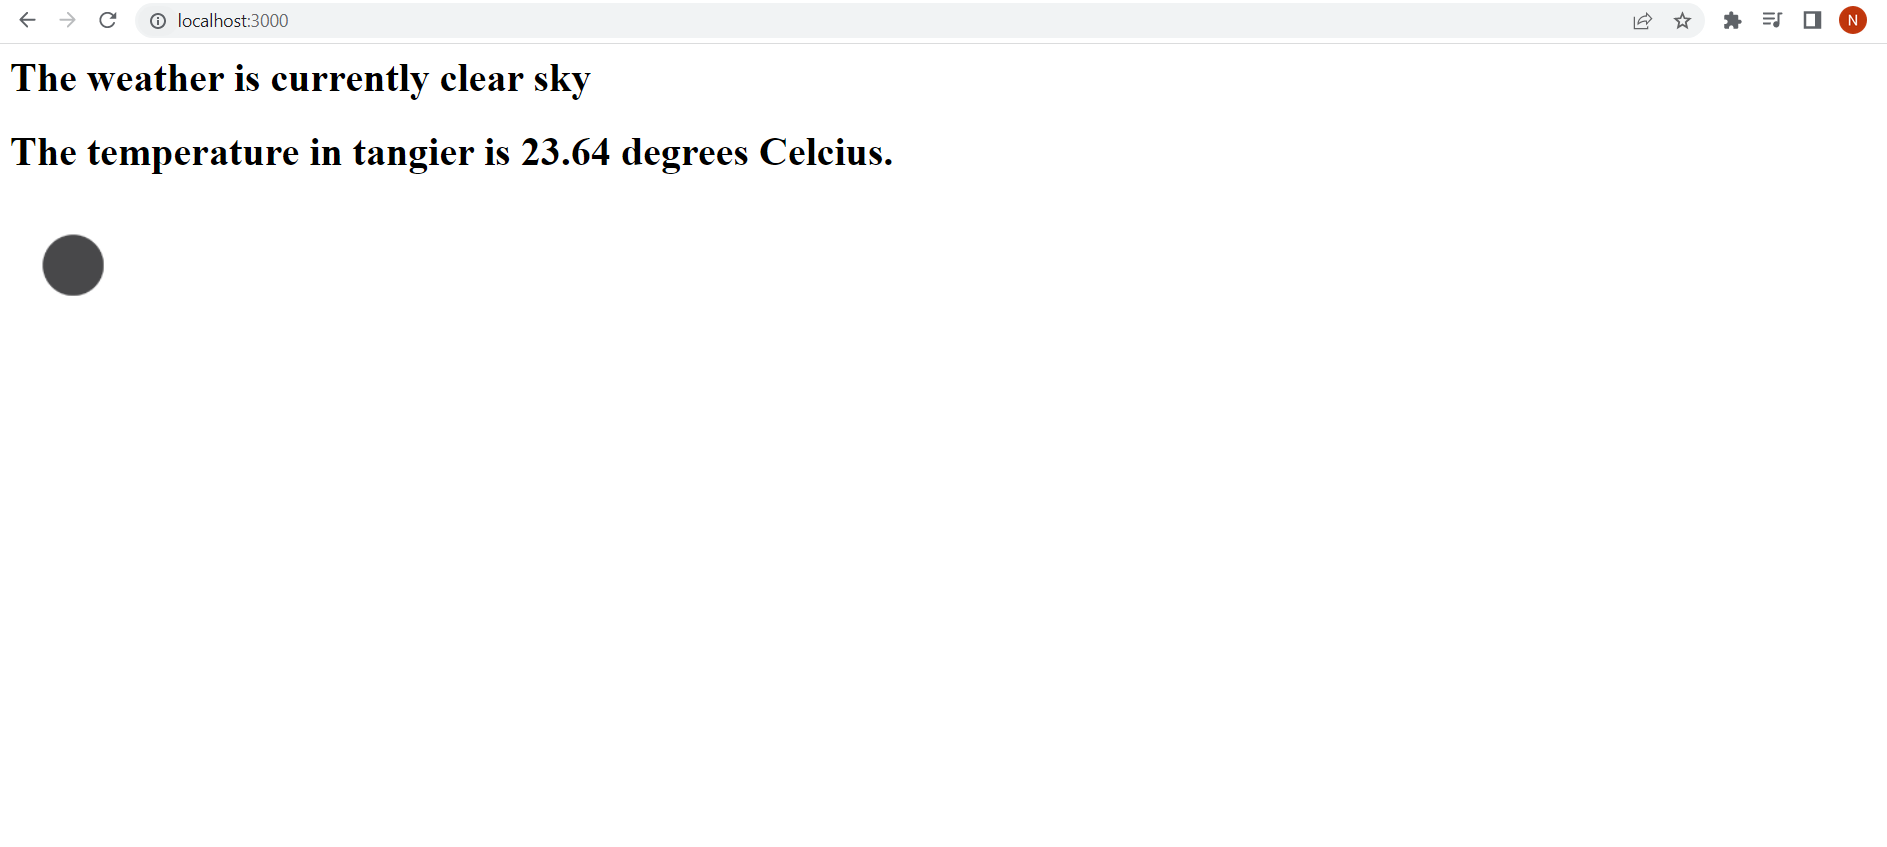 localhost:3000
N
The weather is currently clear sky
The temperature in tangier is 23.64 degrees Celcius.